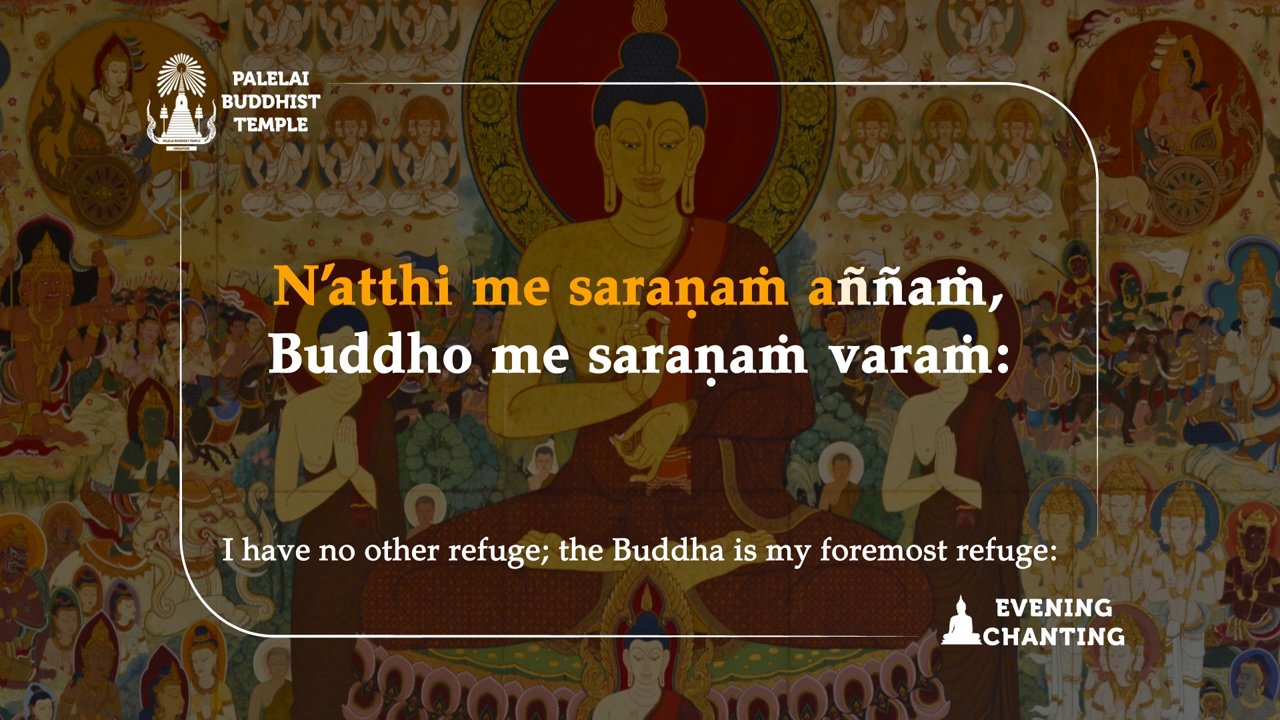 PALELAI
BUDDHIST
TEMPLE
N’atthi me saraṇaṁ aññaṁ,
Buddho me saraṇaṁ varaṁ:
I have no other refuge; the Buddha is my foremost refuge:
EVENING
CHANTING